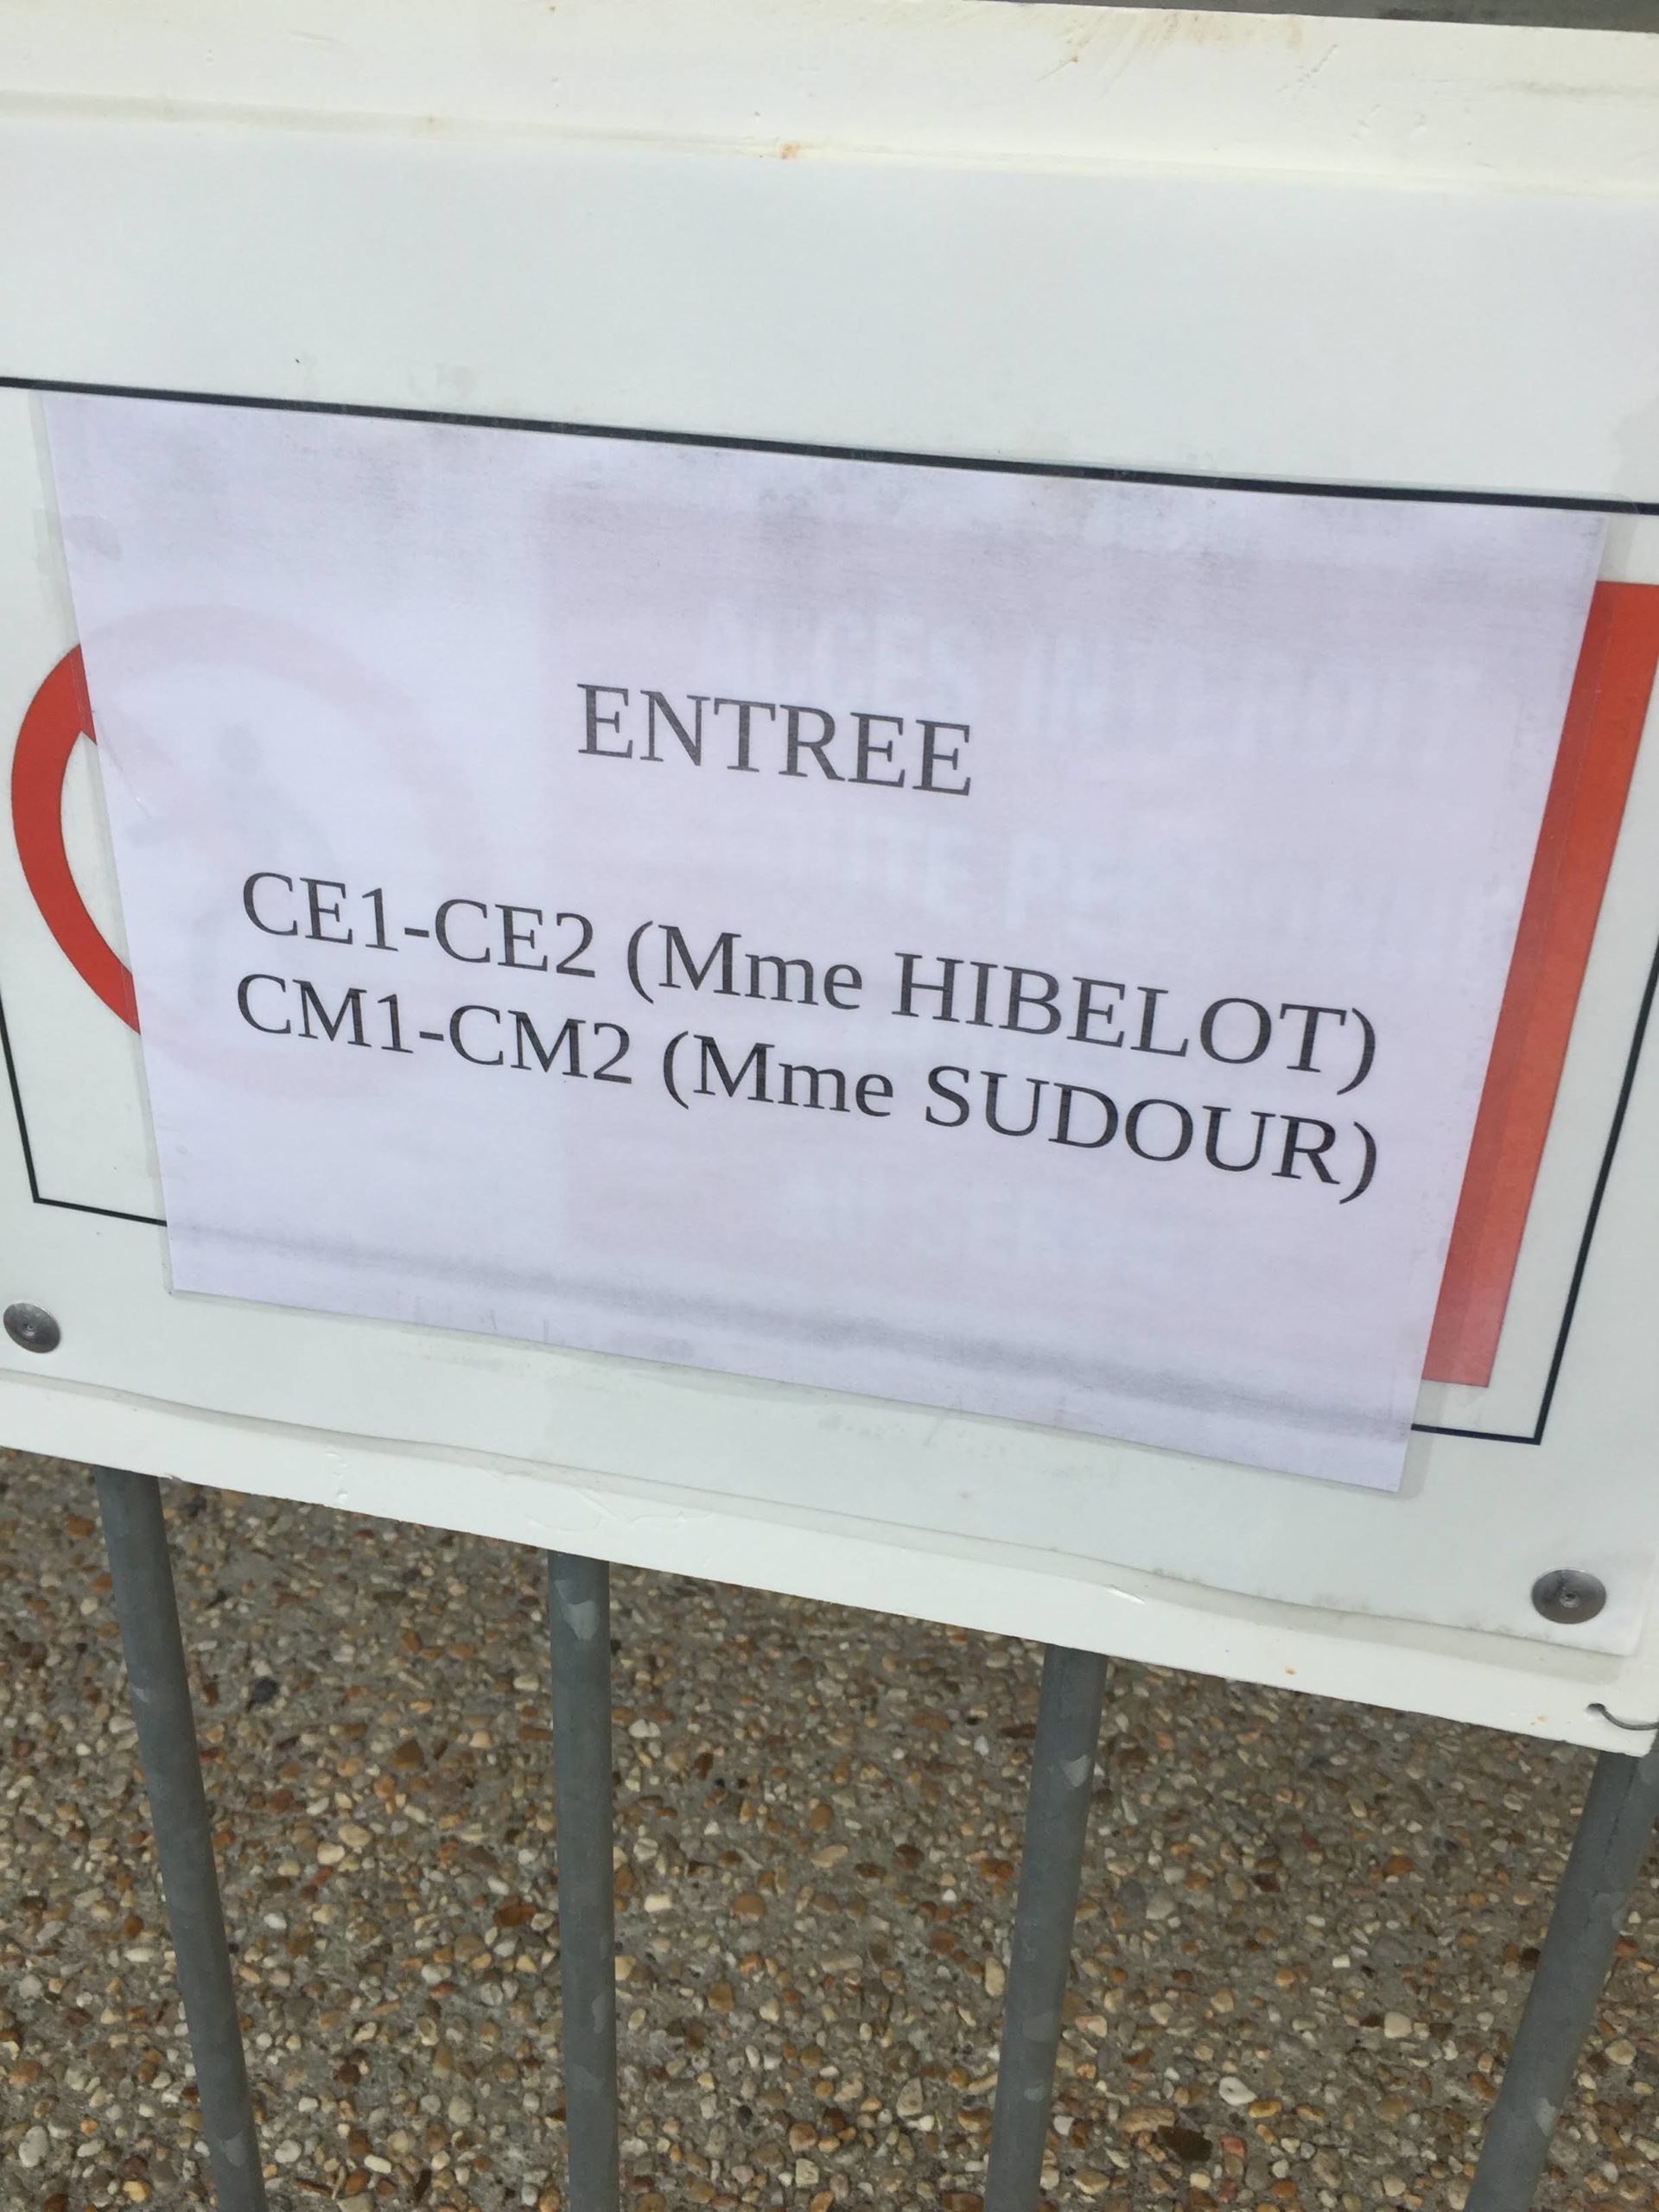 ENTREE
CE1-CE2 (Mme HIBELOT)
CM1-CM2 (Mme SUDOUR)